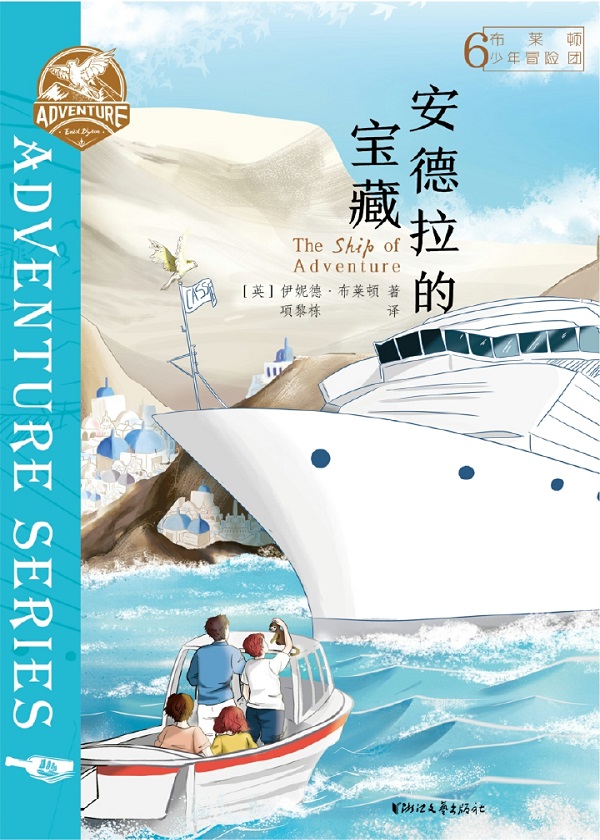 6
布莱顿
少年冒险团
ADVENTURE
Enid Blyton
ADVENTURE SERIES
安德拉的
宝藏
The Ship of
Adventure
[英]伊妮德·布莱顿 著
项黎栋 译
浙江文艺出版社